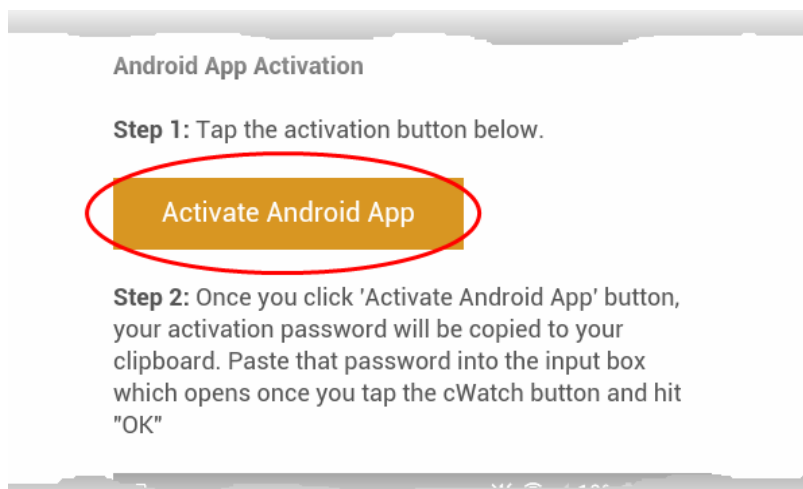 Android App Activation
Step 1: Tap the activation button below.
Activate Android App
Step 2: Once you click 'Activate Android App' button,
your activation password will be copied to your
clipboard. Paste that password into the input box
which opens once you tap the cWatch button and hit
"OK"